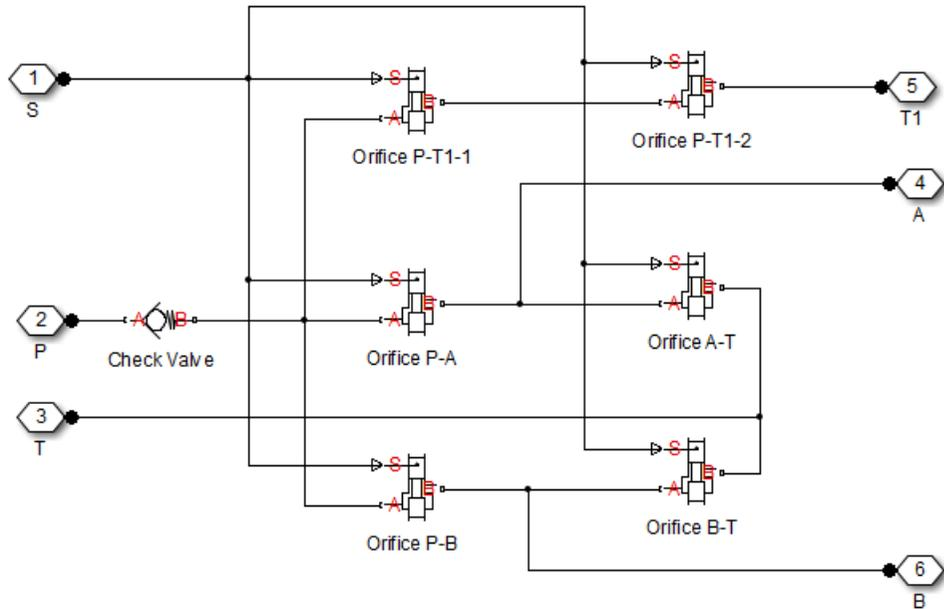 1
S
S
A
B
Orifice P-T1-1
S
A
B
Orifice P-T1-2
5
T1
4
A
2
P
A
B
Check Valve
S
A
B
Orifice P-A
S
A
B
Orifice A-T
3
T
S
A
B
Orifice P-B
S
A
B
Orifice B-T
6
B